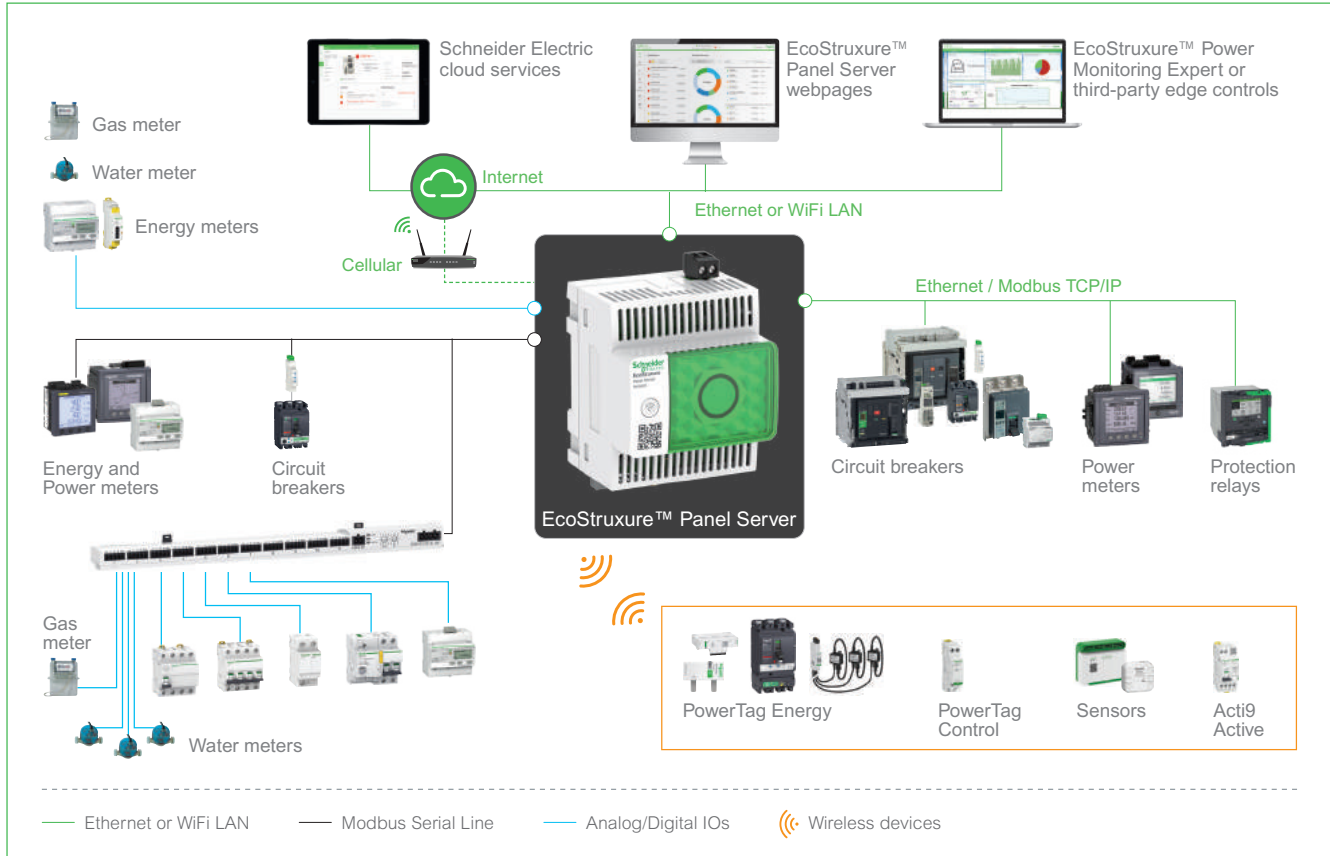 Schneider Electric
cloud services
EcoStruxure™
Panel Server
webpages
EcoStruxure™ Power
Monitoring Expert or
third-party edge controls
Gas meter
Water meter
Energy meters
Internet
Ethernet or WiFi LAN
Cellular
Ethernet / Modbus TCP/IP
Schneider
Electric
EcoStruxure
EcoStruxure™ Panel Server
Energy and
Power meters
Circuit
breakers
Circuit breakers
Power
meters
Protection
relays
Gas
meter
Water meters
PowerTag Energy
PowerTag
Control
Sensors
Acti9
Active
Ethernet or WiFi LAN
Modbus Serial Line
Analog/Digital IOs
Wireless devices